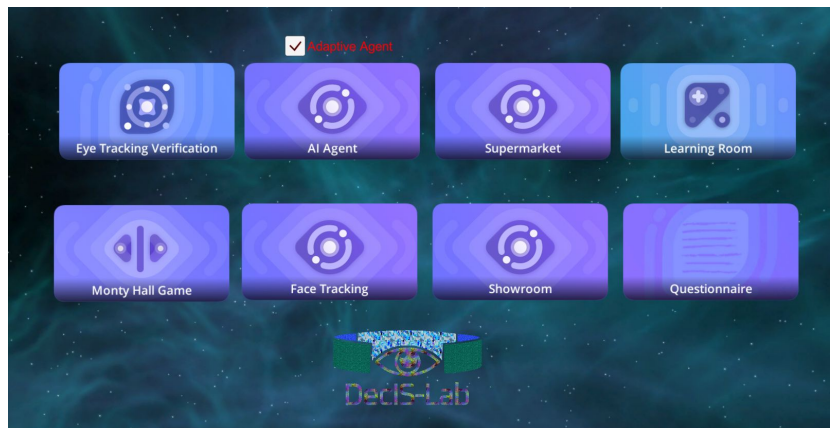 Adaptive Agent
Eye Tracking Verification
AI Agent
Supermarket
Learning Room
Monty Hall Game
Face Tracking
Showroom
Questionnaire
DecIS-Lab